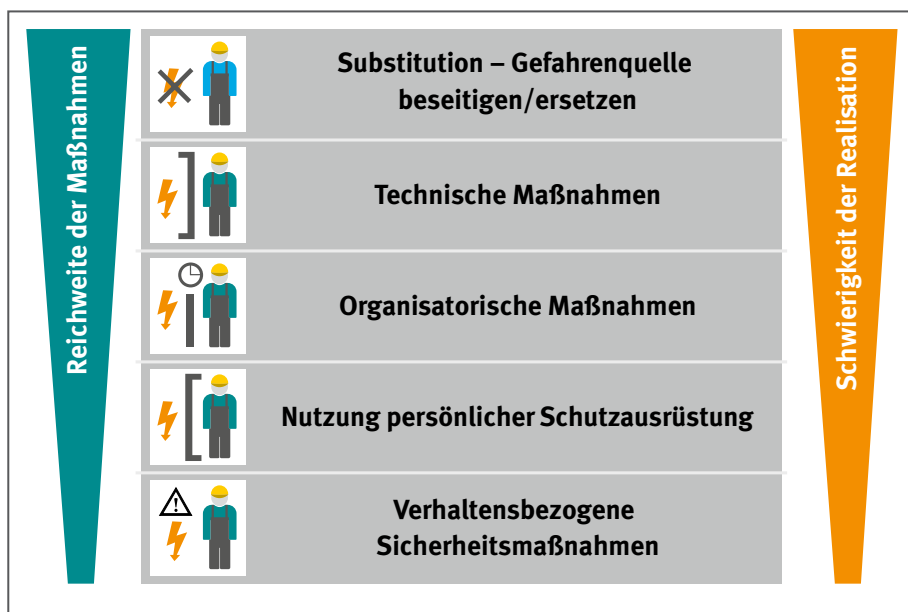 Reichweite der Maßnahmen
Substitution – Gefahrenquelle
beseitigen/ersetzen
Technische Maßnahmen
Organisatorische Maßnahmen
Nutzung persönlicher Schutzausrüstung
Verhaltensbezogene
Sicherheitsmaßnahmen
Schwierigkeit der Realisation